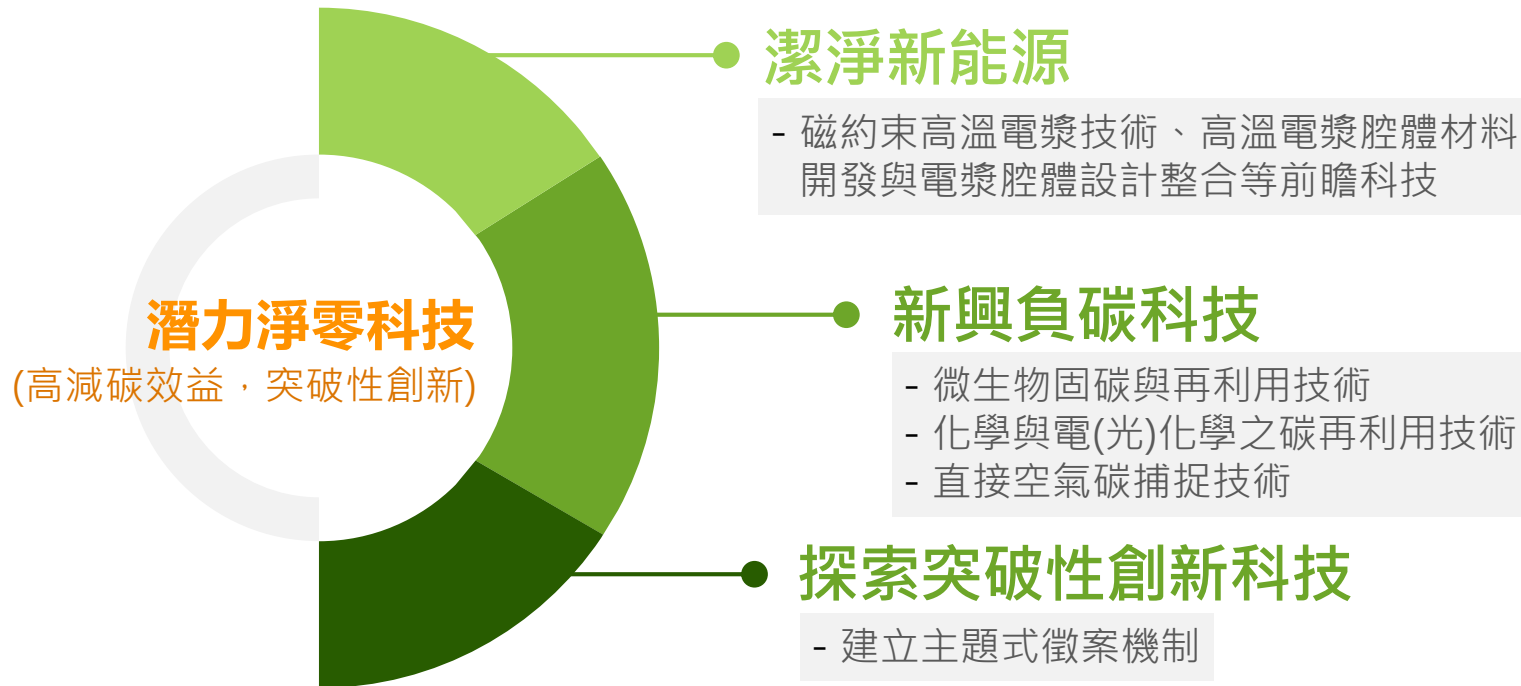 潔淨新能源
- 磁約束高溫電漿技術、高溫電漿腔體材料
開發與電漿腔體設計整合等前瞻科技
潛力淨零科技
(高減碳效益，突破性創新)
新興負碳科技
- 微生物固碳與再利用技術
- 化學與電(光)化學之碳再利用技術
- 直接空氣碳捕捉技術
探索突破性創新科技
- 建立主題式徵案機制